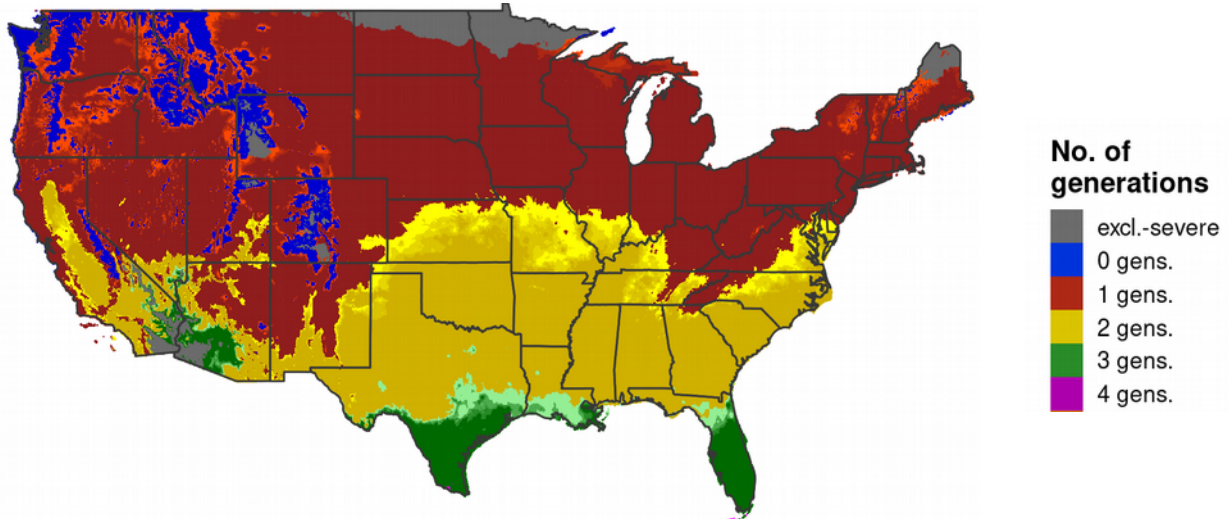 No. of
generations
excl.-severe
0 gens.
1 gens.
2 gens.
3 gens.
4 gens.